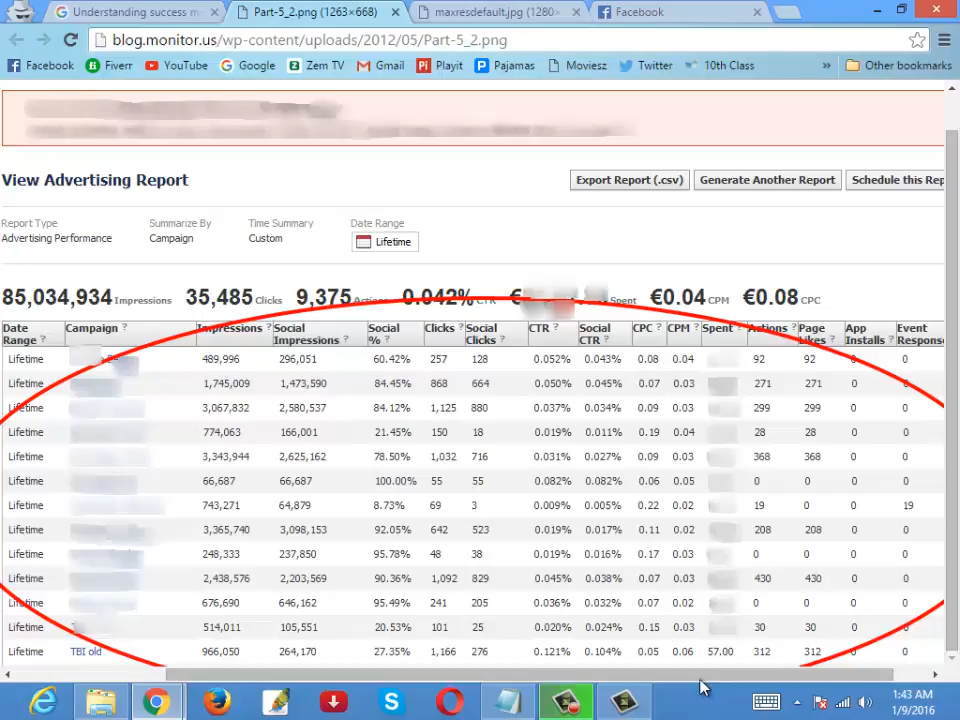 Understanding success m
Part-5_2.png (1263×668)
maxresdefault.jpg (1280×
Facebook
blog.monitor.us/wp-content/uploads/2012/05/Part-5_2.png
Facebook Fiverr YouTube Google Zem TV Gmail Playit Pajamas Moviesz Twitter 10th Class » Other bookmarks
View Advertising Report
Export Report (.csv) Generate Another Report Schedule this Rep
Report Type Summarize By Time Summary Date Range
Advertising Performance Campaign Custom Lifetime
85,034,934 Impressions 35,485 Clicks 9,375 Actions 0.042% CTR € Spent €0.04 CPM €0.08 CPC
Date Range ? Campaign ? Impressions ? Social Impressions ? Social % ? Clicks ? Social Clicks ? CTR ? Social CTR ? CPC ? CPM ? Spent ? Actions ? Page Likes ? App Installs ? Event Respons
Lifetime 489,996 296,051 60.42% 257 128 0.052% 0.043% 0.08 0.04 92 92 0 0
Lifetime 1,745,009 1,473,590 84.45% 868 664 0.050% 0.045% 0.07 0.03 271 271 0 0
Lifetime 3,067,832 2,580,537 84.12% 1,125 880 0.037% 0.034% 0.09 0.03 299 299 0 0
Lifetime 774,063 166,001 21.45% 150 18 0.019% 0.011% 0.19 0.04 28 28 0 0
Lifetime 3,343,944 2,625,162 78.50% 1,032 716 0.031% 0.027% 0.09 0.03 368 368 0 0
Lifetime 66,687 66,687 100.00% 55 55 0.082% 0.082% 0.06 0.05 0 0 0 0
Lifetime 743,271 64,879 8.73% 69 3 0.009% 0.005% 0.22 0.02 19 0 0 19
Lifetime 3,365,740 3,098,153 92.05% 642 523 0.019% 0.017% 0.11 0.02 208 208 0 0
Lifetime 248,333 237,850 95.78% 48 38 0.019% 0.016% 0.17 0.03 0 0 0 0
Lifetime 2,438,576 2,203,569 90.36% 1,092 829 0.045% 0.038% 0.07 0.03 430 430 0 0
Lifetime 676,690 646,162 95.49% 241 205 0.036% 0.032% 0.07 0.02 0 0 0 0
Lifetime 514,011 105,551 20.53% 101 25 0.020% 0.024% 0.15 0.03 30 30 0 0
Lifetime TBI old 966,050 264,170 27.35% 1,166 276 0.121% 0.104% 0.05 0.06 57.00 312 312 0 0
1:43 AM
1/9/2016